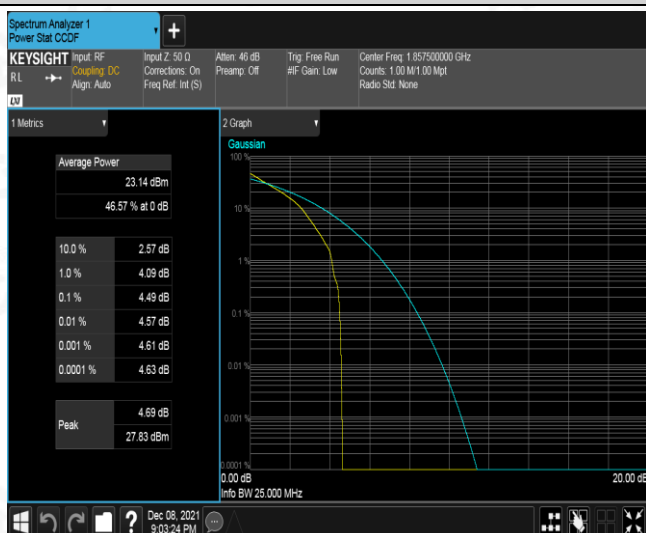 Spectrum Analyzer 1
Power Stat CCDF
+
KEYSIGHT
RL
LXI
Input: RF
Coupling: DC
Align: Auto
Input Z: 50 Ω
Corrections: On
Freq Ref: Int (S)
Atten: 46 dB
Preamp: Off
Trig: Free Run
#IF Gain: Low
Center Freq: 1.857500000 GHz
Counts: 1.00 M/1.00 Mpt
Radio Std: None
1 Metrics
Average Power
23.14 dBm
46.57 % at 0 dB
10.0 % 2.57 dB
1.0 % 4.09 dB
0.1 % 4.49 dB
0.01 % 4.57 dB
0.001 % 4.61 dB
0.0001 % 4.63 dB
Peak
4.69 dB
27.83 dBm
2 Graph
Gaussian
100 %
10 %
1 %
0.1 %
0.01 %
0.001 %
0.0001 %
0.00 dB
20.00 dB
Info BW 25.000 MHz
?
Dec 08, 2021
9:03:24 PM